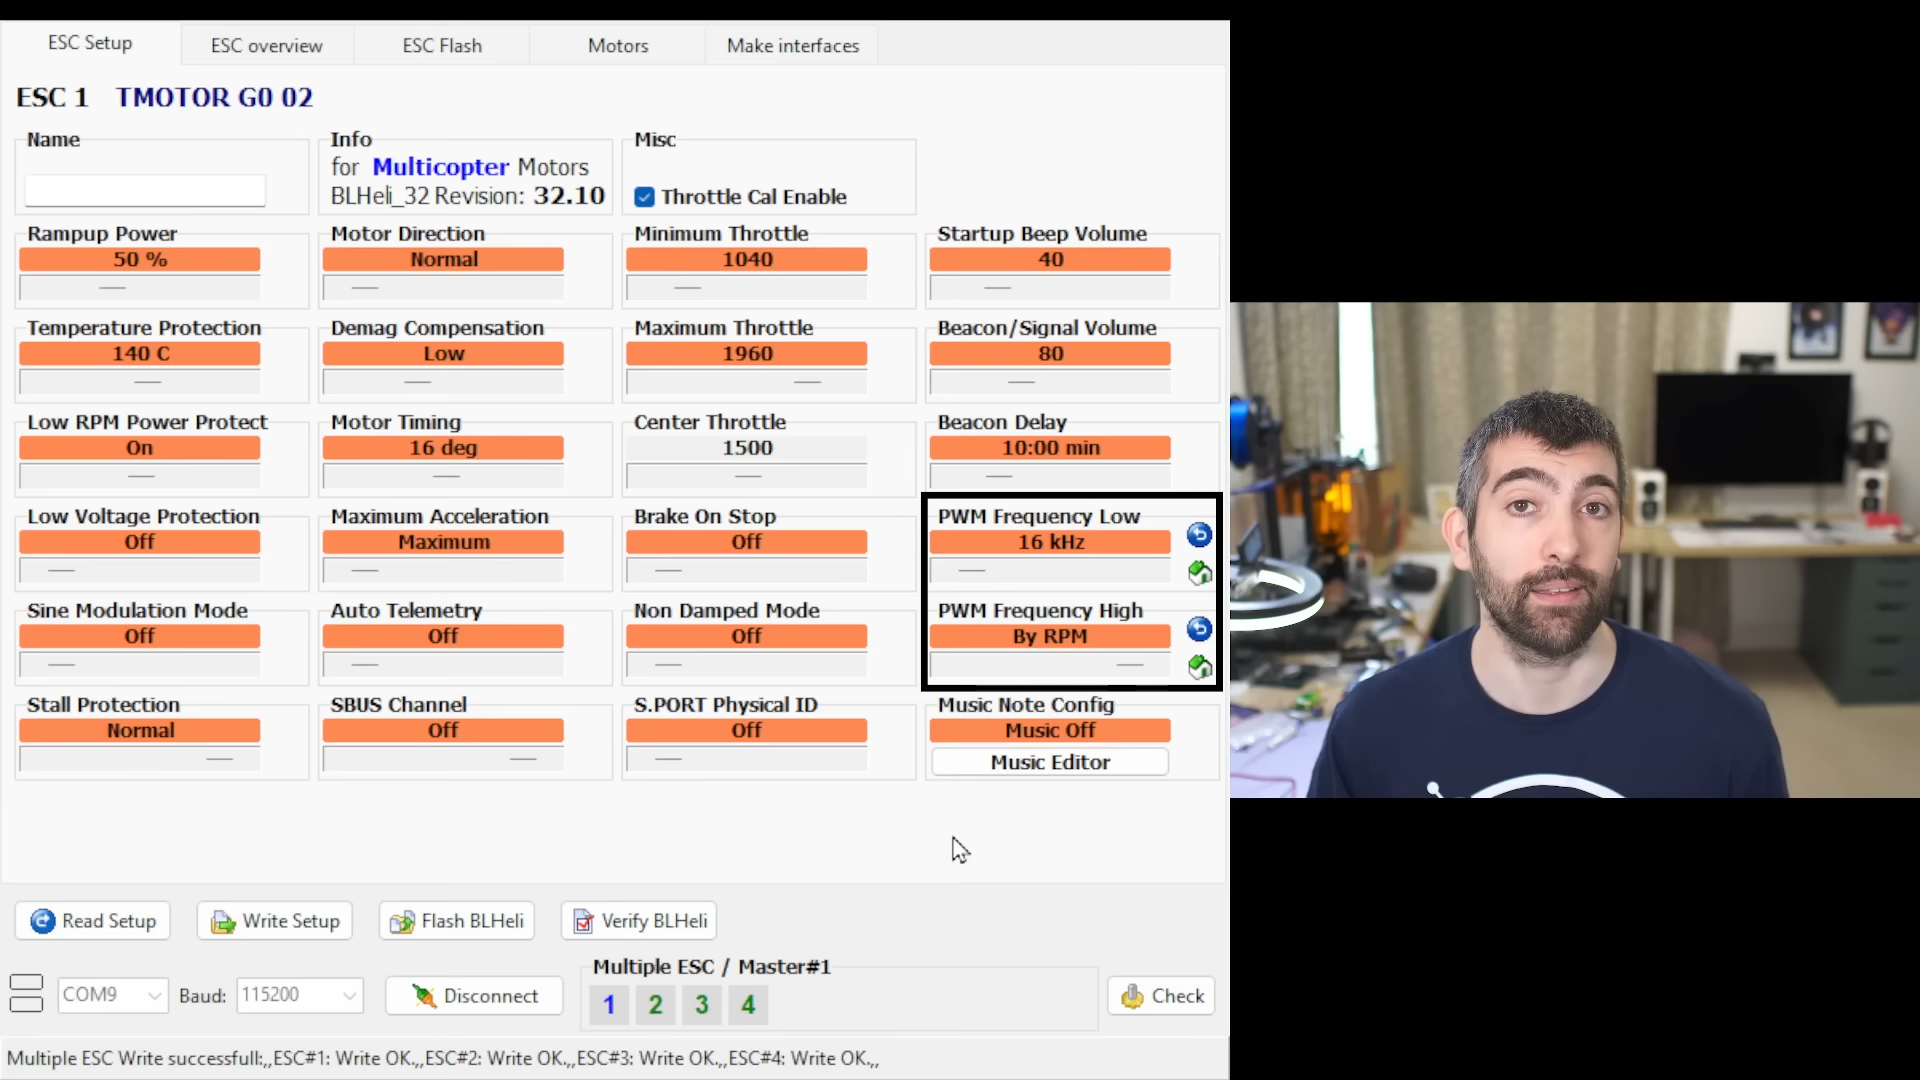 ESC Setup
ESC overview
ESC Flash
Motors
Make interfaces
ESC 1 TMOTOR G0 02
Name
Info
for Multicopter Motors
BLHeli_32 Revision: 32.10
Misc
Throttle Cal Enable
Rampup Power
50 %
Motor Direction
Normal
Minimum Throttle
1040
Startup Beep Volume
40
Temperature Protection
140 C
Demag Compensation
Low
Maximum Throttle
1960
Beacon/Signal Volume
80
Low RPM Power Protect
On
Motor Timing
16 deg
Center Throttle
1500
Beacon Delay
10:00 min
Low Voltage Protection
Off
Maximum Acceleration
Maximum
Brake On Stop
Off
PWM Frequency Low
16 kHz
Sine Modulation Mode
Off
Auto Telemetry
Off
Non Damped Mode
Off
PWM Frequency High
By RPM
Stall Protection
Normal
SBUS Channel
Off
S.PORT Physical ID
Off
Music Note Config
Music Off
Music Editor
Read Setup
Write Setup
Flash BLHeli
Verify BLHeli
COM9
Baud: 115200
Disconnect
Multiple ESC / Master#1
1 2 3 4
Check
Multiple ESC Write successfull:,,ESC#1: Write OK.,,ESC#2: Write OK.,,ESC#3: Write OK.,,ESC#4: Write OK.,,